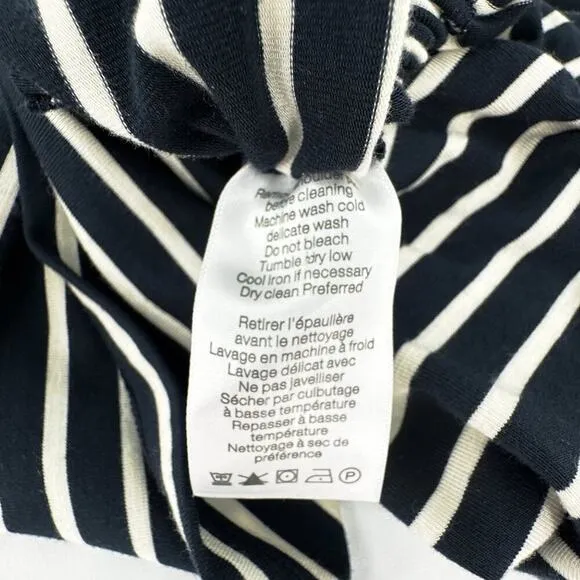 Remove shoulder
before cleaning
Machine wash cold
delicate wash
Do not bleach
Tumble dry low
Cool iron if necessary
Dry clean Preferred
Retirer l'épaulière
avant le nettoyage
Lavage en machine à froid
Lavage délicat avec
Ne pas javelliser
Sécher par culbutage
à basse température
Repasser à basse
température
Nettoyage à sec de
préférence
P